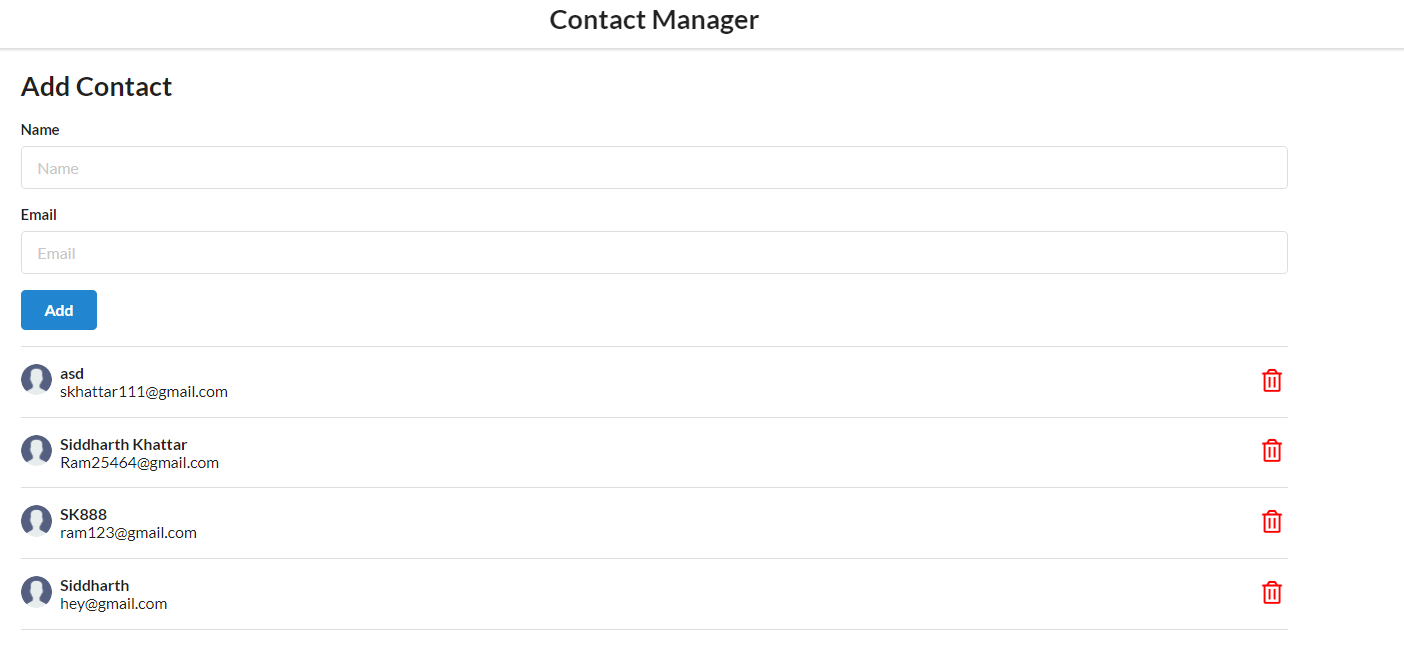 Contact Manager
Add Contact
Name
Name
Email
Email
Add
asd
skhattar111@gmail.com
Siddharth Khattar
Ram25464@gmail.com
SK888
ram123@gmail.com
Siddharth
hey@gmail.com